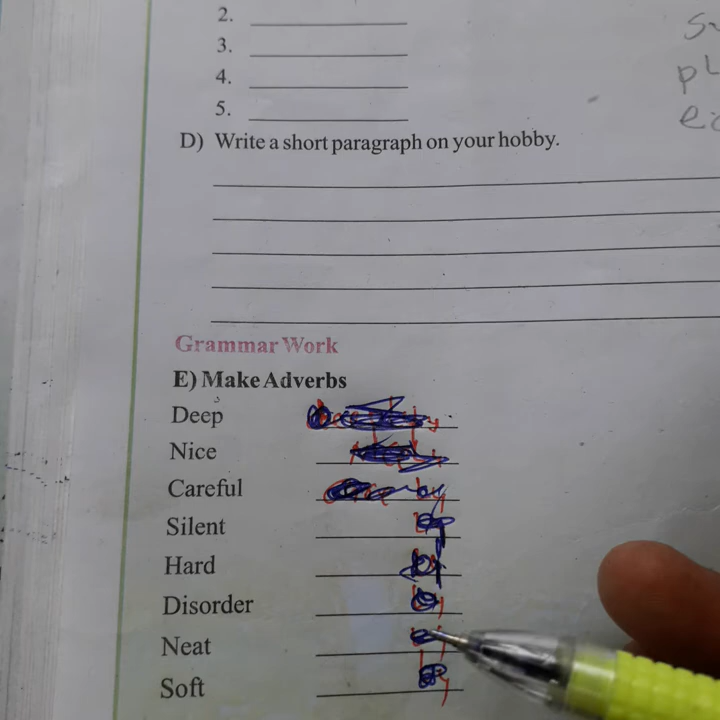 2.
3.
4.
5.
D) Write a short paragraph on your hobby.
Grammar Work
E) Make Adverbs
Deep
Nice
Careful
Silent
Hard
Disorder
Neat
Soft